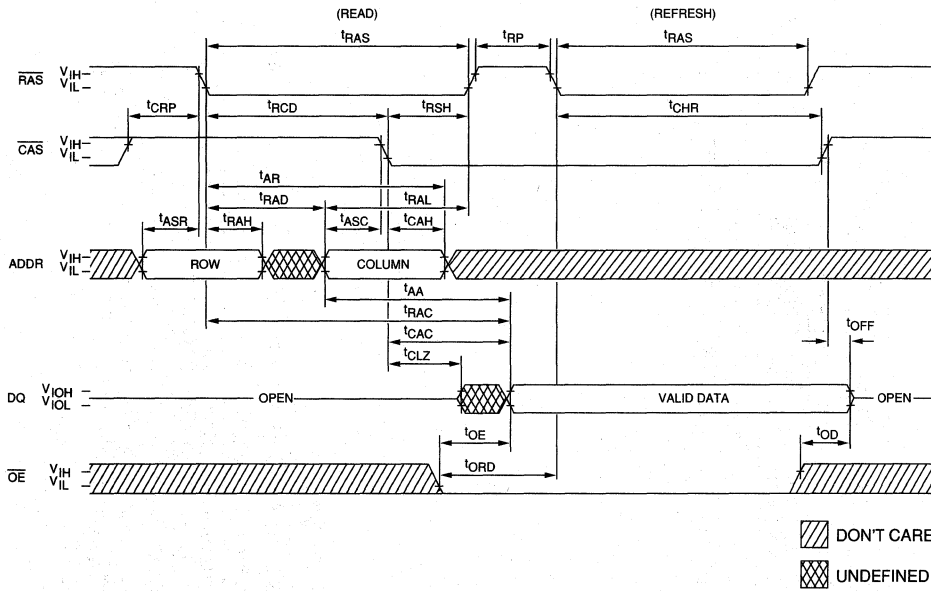 (READ) (REFRESH)
tRAS tRP tRAS
RAS VIH VIL
tCRP tRCD tRSH tCHR
CAS VIH VIL
tAR
tRAD tRAL
tASR tRAH tASC tCAH
ADDR VIH VIL ROW COLUMN
tAA
tRAC
tCAC tOFF
tCLZ
DQ VIOH VIOL OPEN VALID DATA OPEN
tOE tOD
tORD
OE VIH VIL
DON'T CARE
UNDEFINED